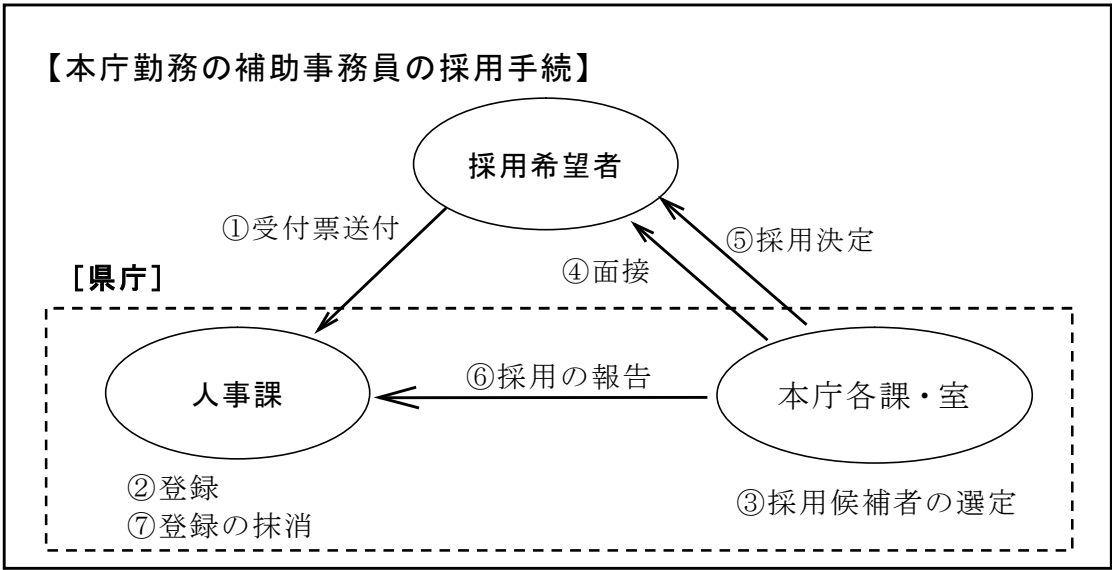 【本庁勤務の補助事務員の採用手続】
採用希望者
①受付票送付
⑤採用決定
④面接
[県庁]
人事課
⑥採用の報告
本庁各課・室
②登録
⑦登録の抹消
③採用候補者の選定